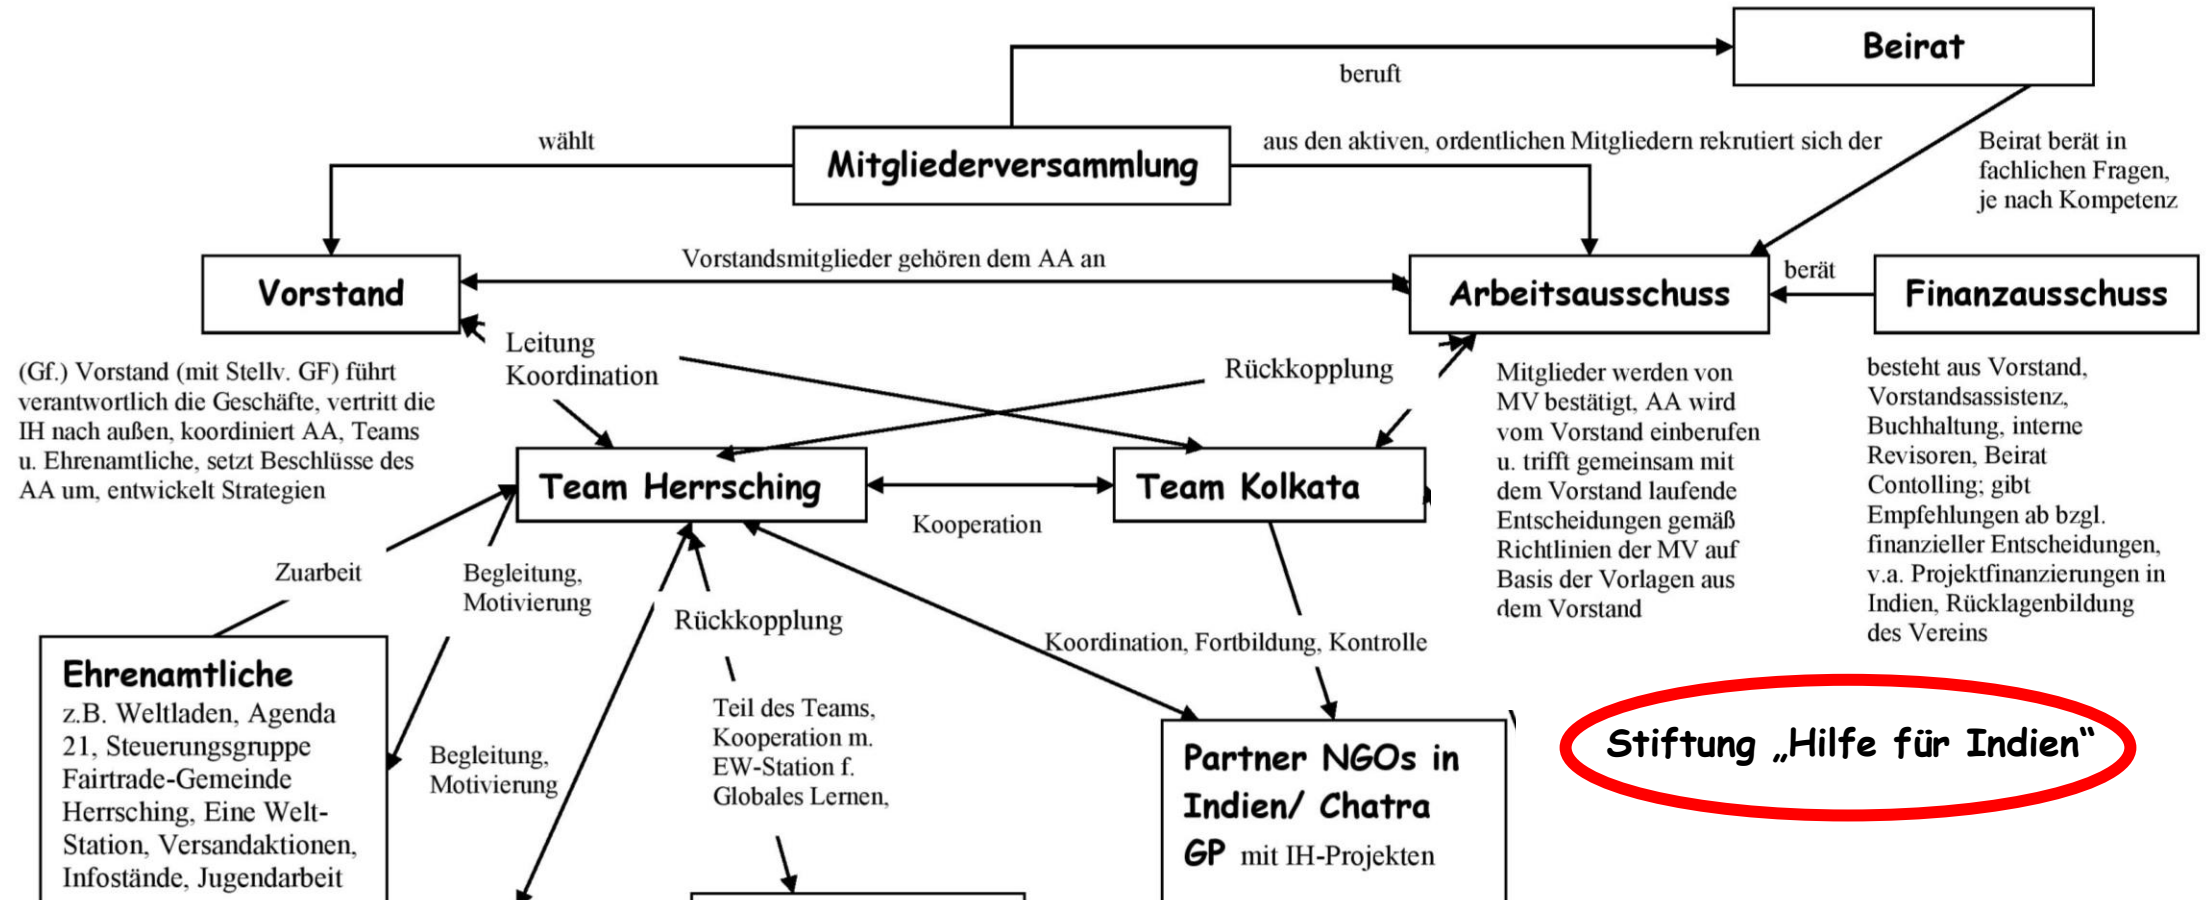 Beirat
beruft
wählt
Mitgliederversammlung
aus den aktiven, ordentlichen Mitgliedern rekrutiert sich der
Beirat berät in
fachlichen Fragen,
je nach Kompetenz
Vorstand
Vorstandsmitglieder gehören dem AA an
Arbeitsausschuss
berät
Finanzausschuss
(Gf.) Vorstand (mit Stellv. GF) führt
verantwortlich die Geschäfte, vertritt die
IH nach außen, koordiniert AA, Teams
u. Ehrenamtliche, setzt Beschlüsse des
AA um, entwickelt Strategien
Leitung
Koordination
Rückkopplung
Mitglieder werden von
MV bestätigt, AA wird
vom Vorstand einberufen
u. trifft gemeinsam mit
dem Vorstand laufende
Entscheidungen gemäß
Richtlinien der MV auf
Basis der Vorlagen aus
dem Vorstand
besteht aus Vorstand,
Vorstandsassistenz,
Buchhaltung, interne
Revisoren, Beirat
Contolling; gibt
Empfehlungen ab bzgl.
finanzieller Entscheidungen,
v.a. Projektfinanzierungen in
Indien, Rücklagenbildung
des Vereins
Team Herrsching
Kooperation
Team Kolkata
Zuarbeit
Begleitung,
Motivierung
Rückkopplung
Koordination, Fortbildung, Kontrolle
Ehrenamtliche
z.B. Weltladen, Agenda
21, Steuerungsgruppe
Fairtrade-Gemeinde
Herrsching, Eine Welt-
Station, Versandaktionen,
Infostände, Jugendarbeit
Begleitung,
Motivierung
Teil des Teams,
Kooperation m.
EW-Station f.
Globales Lernen,
Partner NGOs in
Indien/ Chatra
GP mit IH-Projekten
Stiftung „Hilfe für Indien“